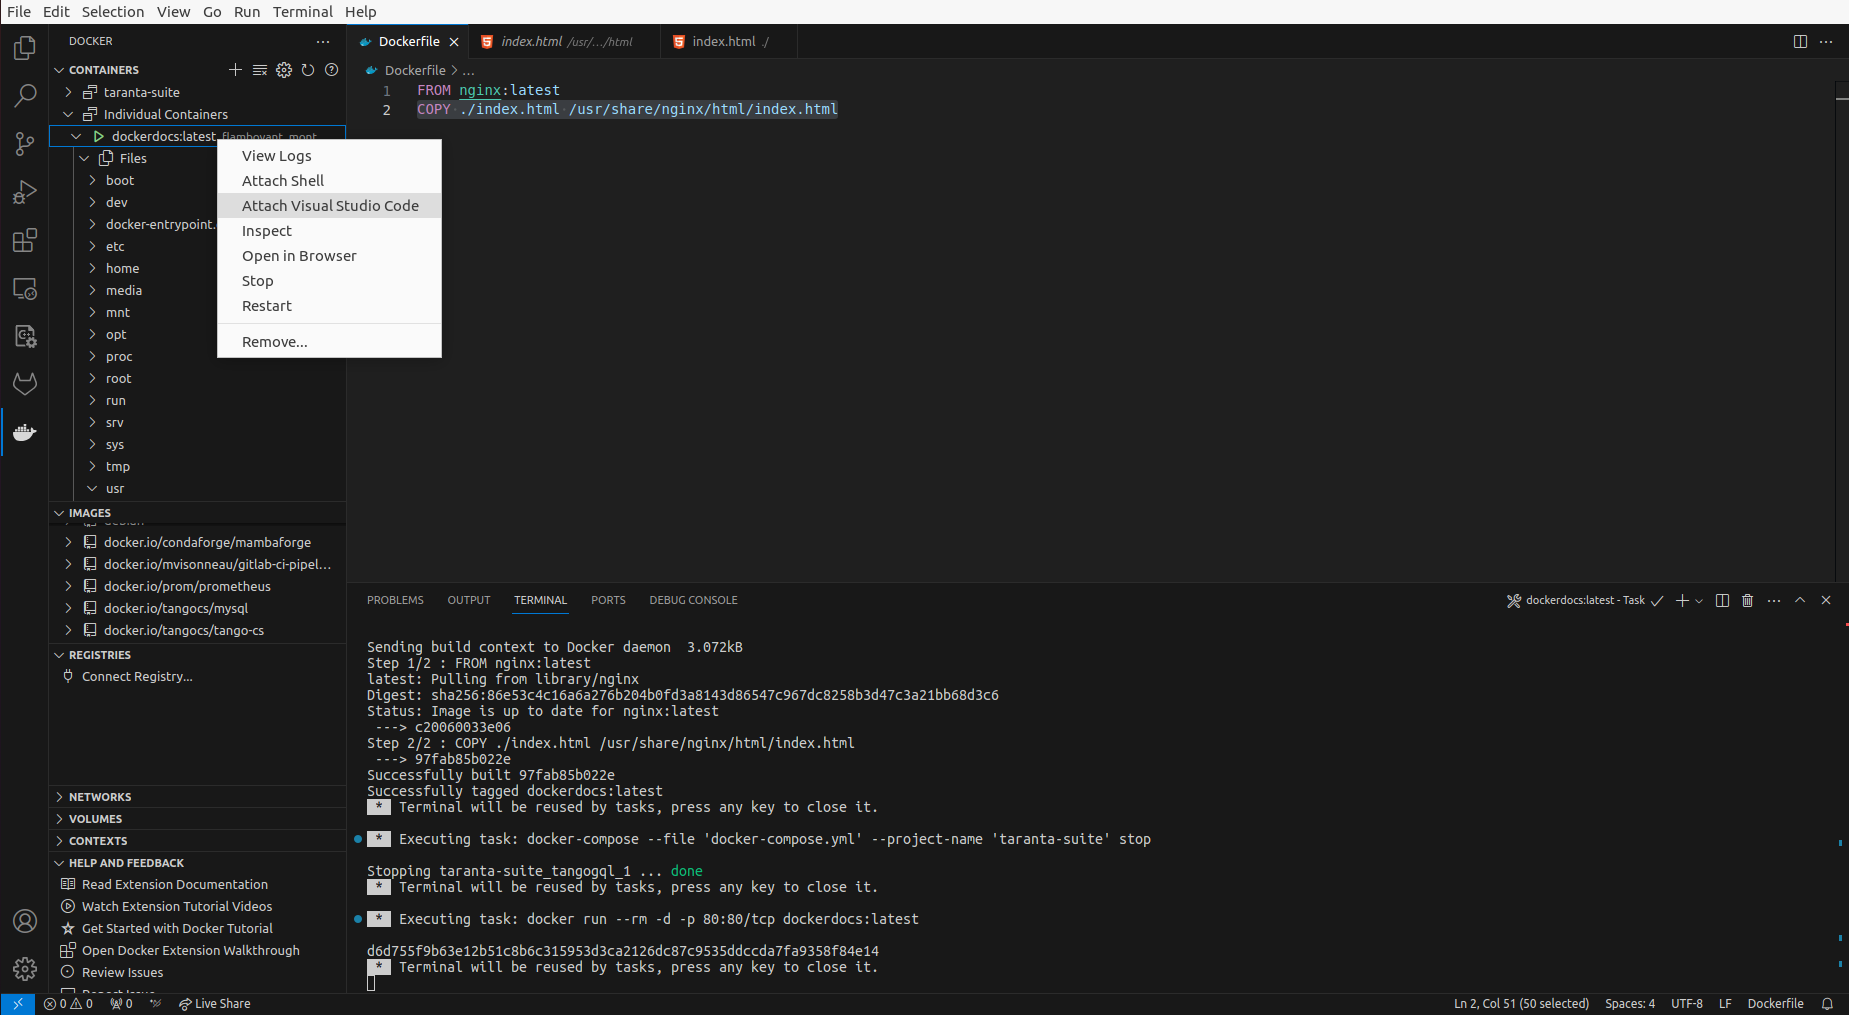 File Edit Selection View Go Run Terminal Help
DOCKER
Dockerfile
index.html /usr/.../html
index.html ./
CONTAINERS
Dockerfile > ...
taranta-suite
Individual Containers
dockerdocs:latest flamboyant_mont
Files
boot
dev
docker-entrypoint.
etc
home
media
mnt
opt
proc
root
run
srv
sys
tmp
usr
View Logs
Attach Shell
Attach Visual Studio Code
Inspect
Open in Browser
Stop
Restart
Remove...
1 FROM nginx:latest
2 COPY ./index.html /usr/share/nginx/html/index.html
IMAGES
debian
docker.io/condaforge/mambaforge
docker.io/mvisonneau/gitlab-ci-pipel...
docker.io/prom/prometheus
docker.io/tangocs/mysql
docker.io/tangocs/tango-cs
REGISTRIES
Connect Registry...
NETWORKS
VOLUMES
CONTEXTS
HELP AND FEEDBACK
Read Extension Documentation
Watch Extension Tutorial Videos
Get Started with Docker Tutorial
Open Docker Extension Walkthrough
Review Issues
Report Issue
PROBLEMS OUTPUT TERMINAL PORTS DEBUG CONSOLE
dockerdocs:latest - Task
Sending build context to Docker daemon 3.072kB
Step 1/2 : FROM nginx:latest
latest: Pulling from library/nginx
Digest: sha256:86e53c4c16a6a276b204b0fd3a8143d86547c967dc8258b3d47c3a21bb68d3c6
Status: Image is up to date for nginx:latest
---> c20060033e06
Step 2/2 : COPY ./index.html /usr/share/nginx/html/index.html
---> 97fab85b022e
Successfully built 97fab85b022e
Successfully tagged dockerdocs:latest
* Terminal will be reused by tasks, press any key to close it.
* Executing task: docker-compose --file 'docker-compose.yml' --project-name 'taranta-suite' stop
Stopping taranta-suite_tangogql_1 ... done
* Terminal will be reused by tasks, press any key to close it.
* Executing task: docker run --rm -d -p 80:80/tcp dockerdocs:latest
d6d755f9b63e12b51c8b6c315953d3ca2126dc87c9535ddccda7fa9358f84e14
* Terminal will be reused by tasks, press any key to close it.
0 0 0 Live Share
Ln 2, Col 51 (50 selected) Spaces: 4 UTF-8 LF Dockerfile